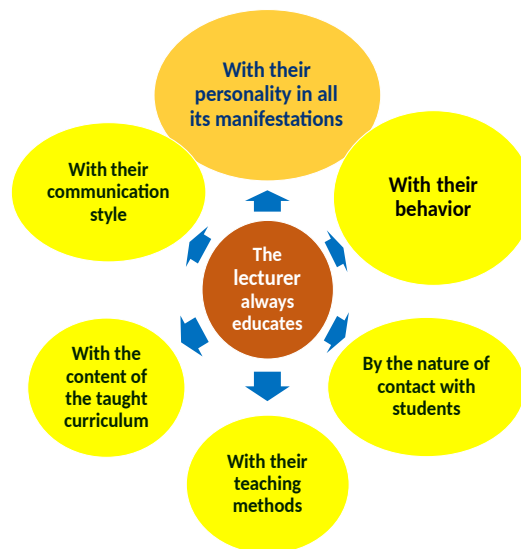 With their
personality in all
its manifestations
With their
communication
style
With their
behavior
The
lecturer
always
educates
With the
content of
the taught
curriculum
By the nature of
contact with
students
With their
teaching
methods